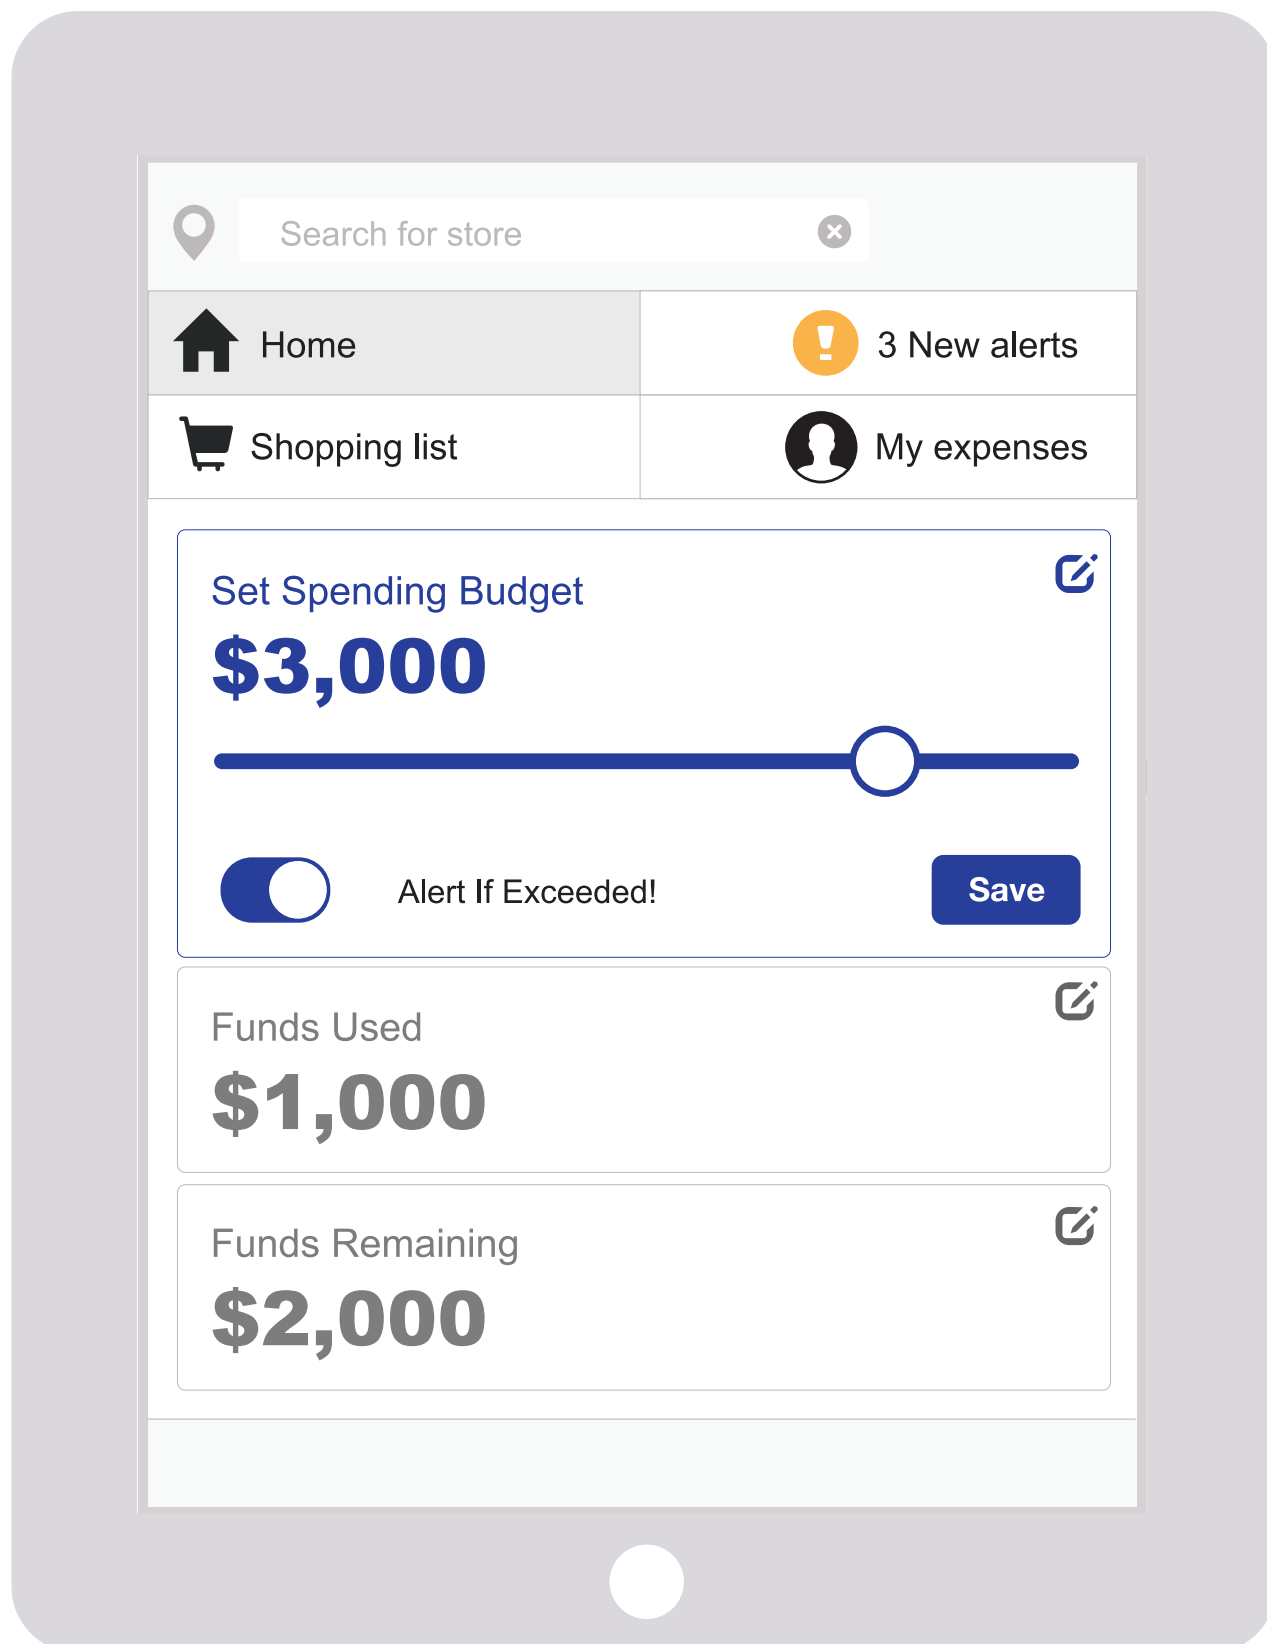 Search for store
Home
3 New alerts
Shopping list
My expenses
Set Spending Budget
$3,000
Alert If Exceeded!
Save
Funds Used
$1,000
Funds Remaining
$2,000